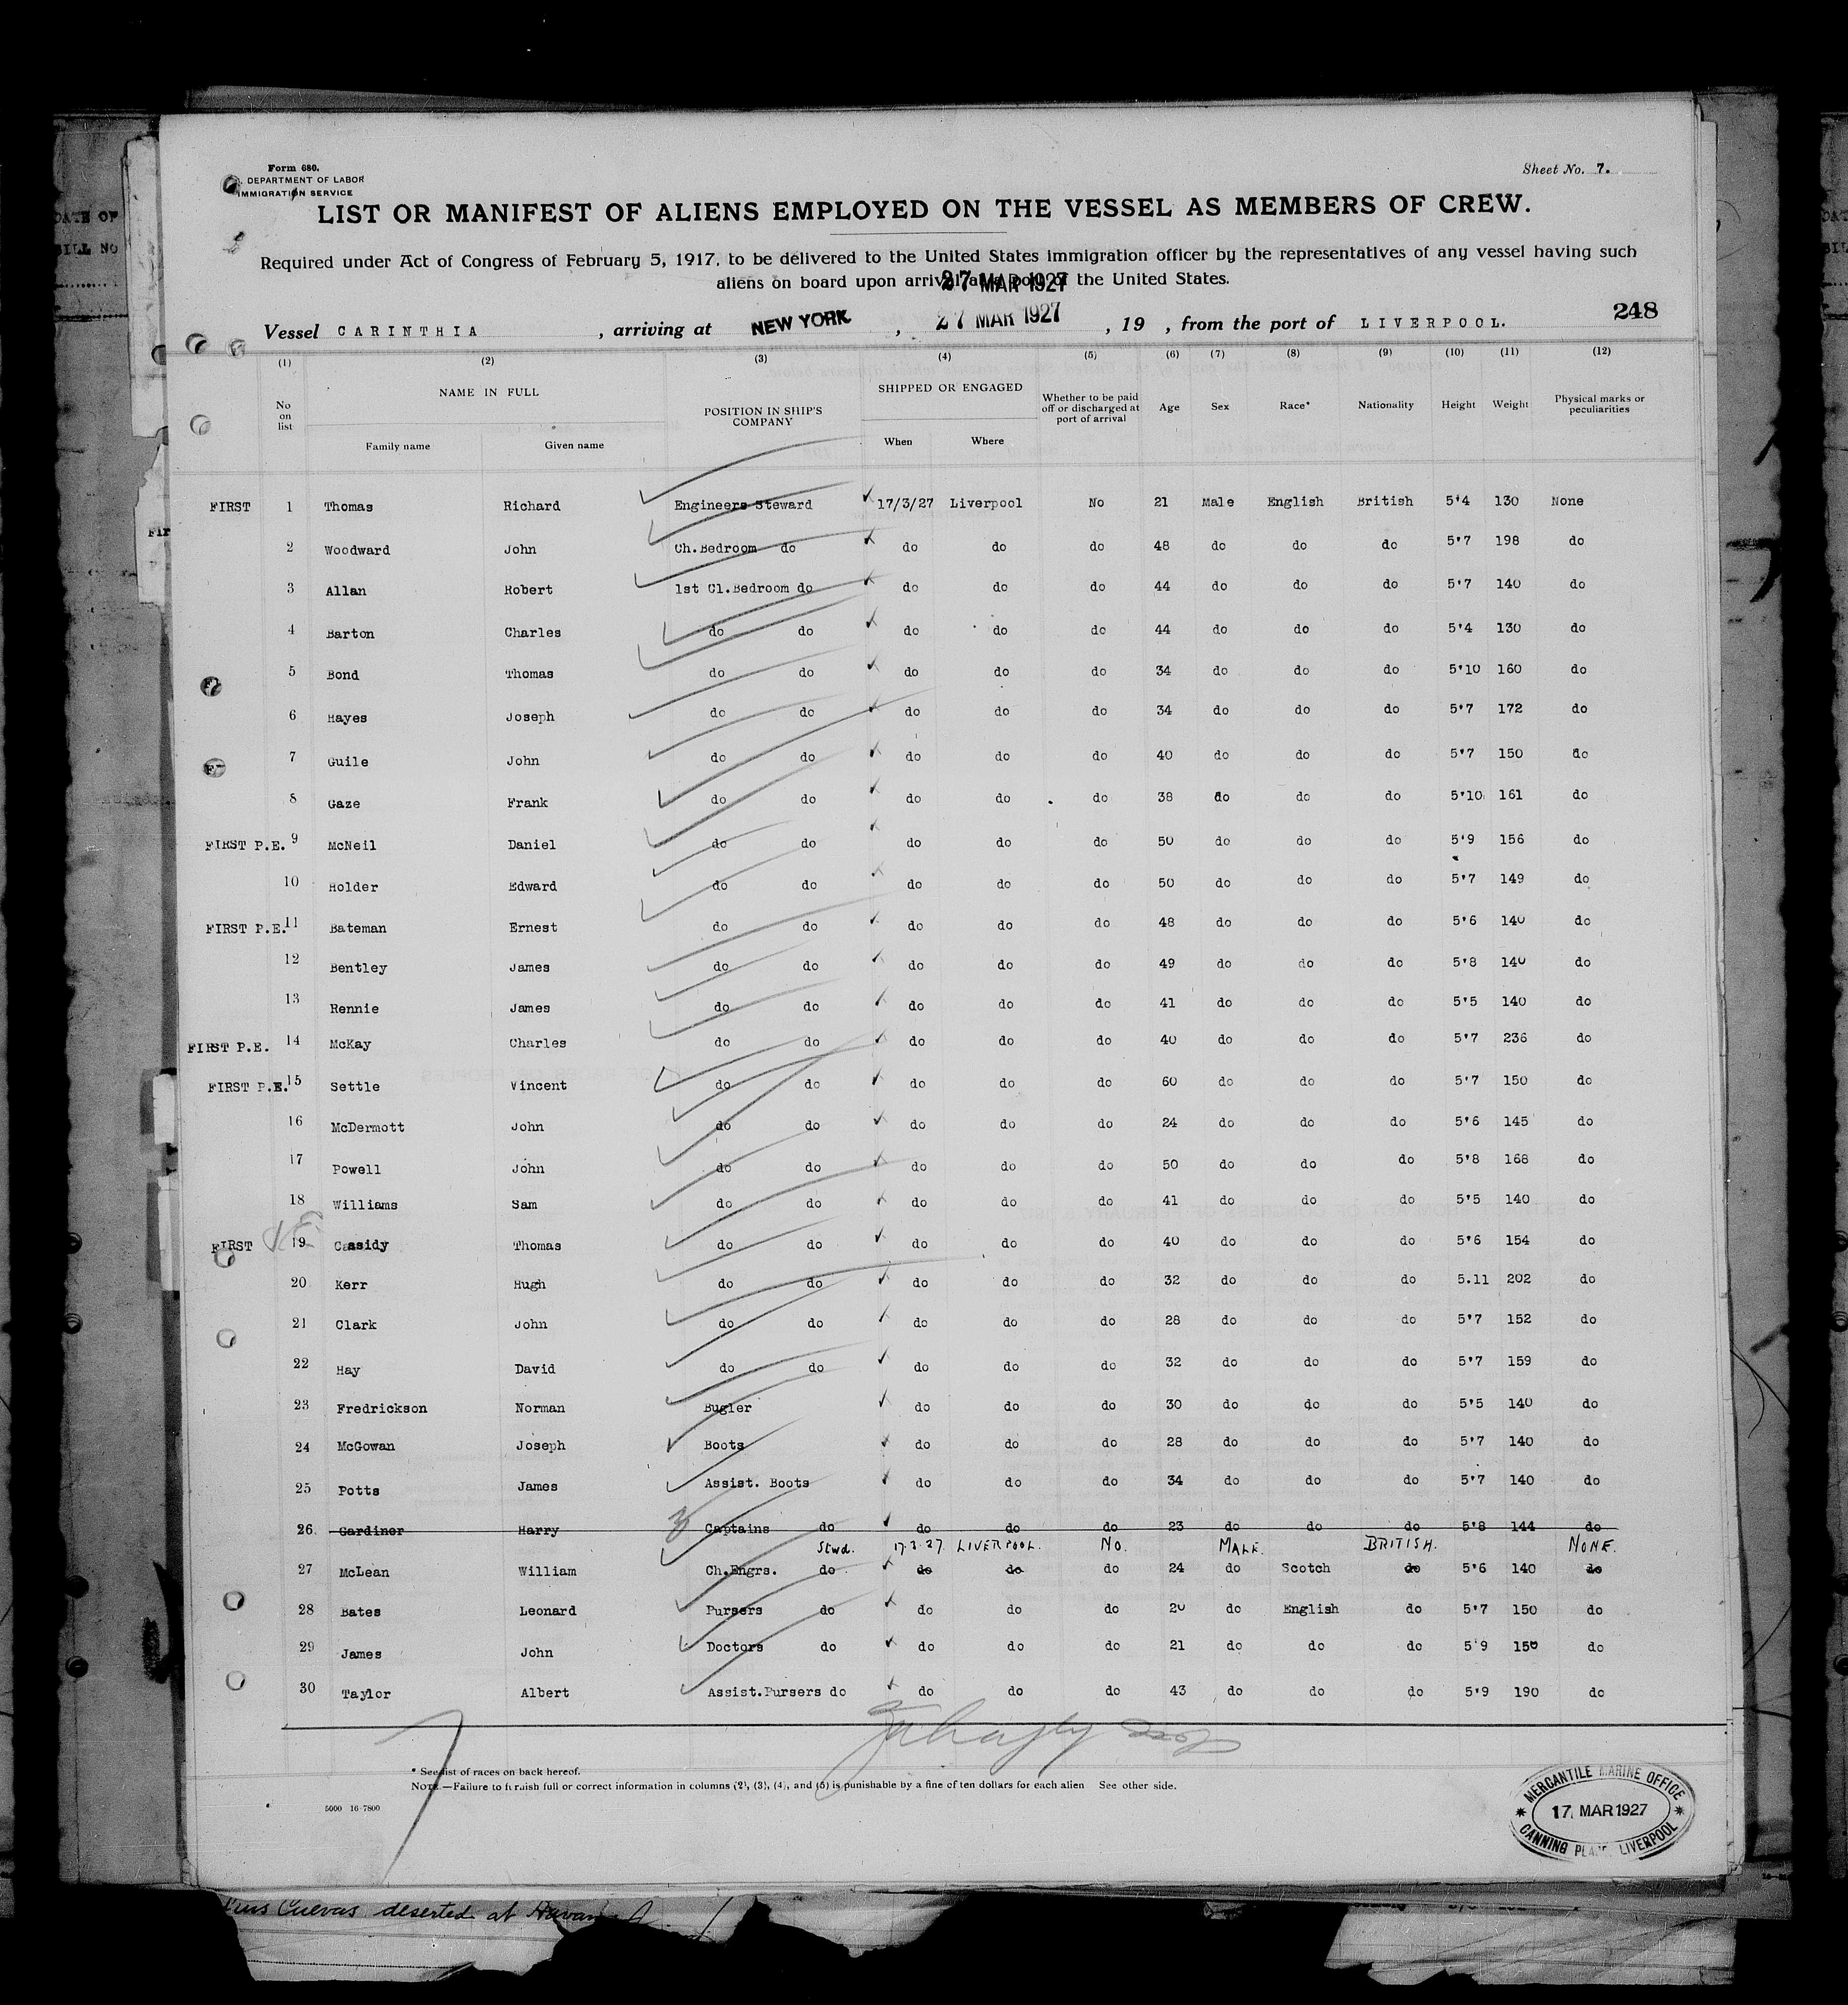 Form 680.
DEPARTMENT OF LABOR
IMMIGRATION SERVICE
Sheet No. 7.
LIST OR MANIFEST OF ALIENS EMPLOYED ON THE VESSEL AS MEMBERS OF CREW.
Required under Act of Congress of February 5, 1917, to be delivered to the United States immigration officer by the representatives of any vessel having such
aliens on board upon arrival at a port of the United States.
27 MAR 1927
248
Vessel CARINTHIA , arriving at NEW YORK , 27 MAR 1927 , 19 , from the port of LIVERPOOL.
(1) (2) (3) (4) (5) (6) (7) (8) (9) (10) (11) (12)
No on list NAME IN FULL Family name Given name POSITION IN SHIP'S COMPANY SHIPPED OR ENGAGED When Where Whether to be paid off or discharged at port of arrival Age Sex Race* Nationality Height Weight Physical marks or peculiarities
FIRST 1 Thomas Richard Engineers Steward 17/3/27 Liverpool No 21 Male English British 5'4 130 None
2 Woodward John Ch.Bedroom do do do do 48 do do do 5'7 198 do
3 Allan Robert 1st Cl.Bedroom do do do do 44 do do do 5'7 140 do
4 Barton Charles do do do do do 44 do do do 5'4 130 do
5 Bond Thomas do do do do do 34 do do do 5'10 160 do
6 Hayes Joseph do do do do do 34 do do do 5'7 172 do
7 Guile John do do do do do 40 do do do 5'7 150 do
8 Gaze Frank do do do do do 38 do do do 5'10 161 do
FIRST P.E. 9 McNeil Daniel do do do do do 50 do do do 5'9 156 do
10 Holder Edward do do do do do 50 do do do 5'7 149 do
FIRST P.E. 11 Bateman Ernest do do do do do 48 do do do 5'6 140 do
12 Bentley James do do do do do 49 do do do 5'8 140 do
13 Rennie James do do do do do 41 do do do 5'5 140 do
FIRST P.E. 14 McKay Charles do do do do do 40 do do do 5'7 236 do
FIRST P.E. 15 Settle Vincent do do do do do 60 do do do 5'7 150 do
16 McDermott John do do do do do 24 do do do 5'6 145 do
17 Powell John do do do do do 50 do do do 5'8 168 do
18 Williams Sam do do do do do 41 do do do 5'5 140 do
FIRST 19 Cassidy Thomas do do do do do 40 do do do 5'6 154 do
20 Kerr Hugh do do do do do 32 do do do 5.11 202 do
21 Clark John do do do do do 28 do do do 5'7 152 do
22 Hay David do do do do do 32 do do do 5'7 159 do
23 Fredrickson Norman Bugler do do do 30 do do do 5'5 140 do
24 McGowan Joseph Boots do do do 28 do do do 5'7 140 do
25 Potts James Assist. Boots do do do 34 do do do 5'7 140 do
26. Gardiner Harry Captains do do do do 23 do do do 5'8 144 do
Stwd. 17.3.27. LIVERPOOL. NO. MALE. BRITISH. NONE.
27 McLean William Ch.Engrs. do do do do 24 do Scotch do 5'6 140 do
28 Bates Leonard Pursers do do do do 20 do English do 5'7 150 do
29 James John Doctors do do do do 21 do do do 5'9 150 do
30 Taylor Albert Assist.Pursers do do do do 43 do do do 5'9 190 do
* See list of races on back hereof.
NOTE.—Failure to furnish full or correct information in columns (2), (3), (4), and (5) is punishable by a fine of ten dollars for each alien See other side.
5000 16-7800
MERCANTILE MARINE OFFICE
17 MAR 1927
CANNING PLACE LIVERPOOL
Cuevas deserted at Havana